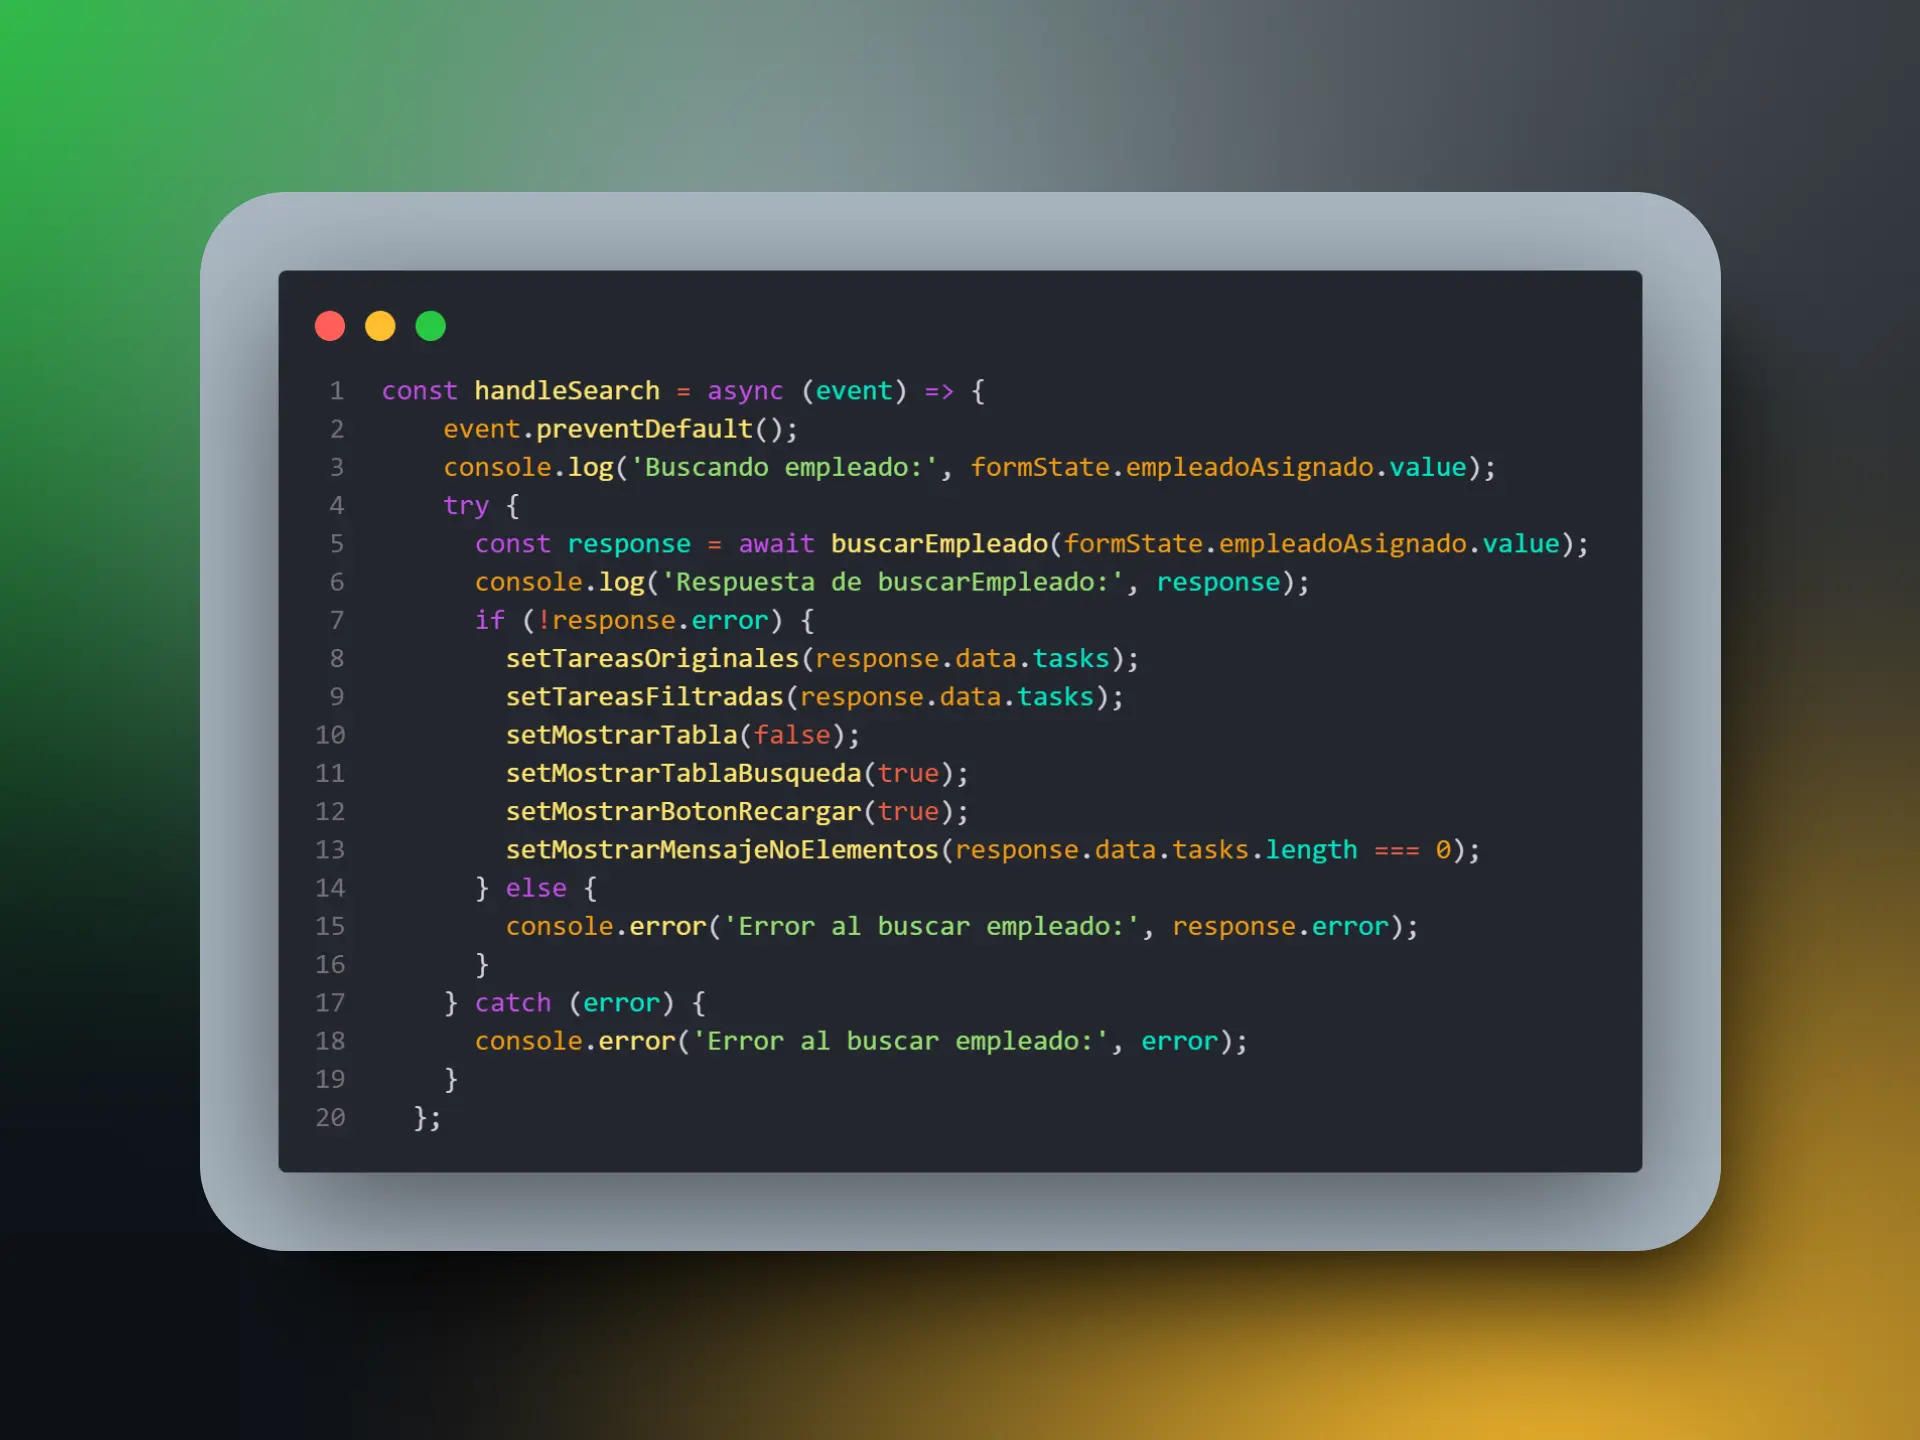 1 const handleSearch = async (event) => {
2 event.preventDefault();
3 console.log('Buscando empleado:', formState.empleadoAsignado.value);
4 try {
5 const response = await buscarEmpleado(formState.empleadoAsignado.value);
6 console.log('Respuesta de buscarEmpleado:', response);
7 if (!response.error) {
8 setTareasOriginales(response.data.tasks);
9 setTareasFiltradas(response.data.tasks);
10 setMostrarTabla(false);
11 setMostrarTablaBusqueda(true);
12 setMostrarBotonRecargar(true);
13 setMostrarMensajeNoElementos(response.data.tasks.length === 0);
14 } else {
15 console.error('Error al buscar empleado:', response.error);
16 }
17 } catch (error) {
18 console.error('Error al buscar empleado:', error);
19 }
20 };